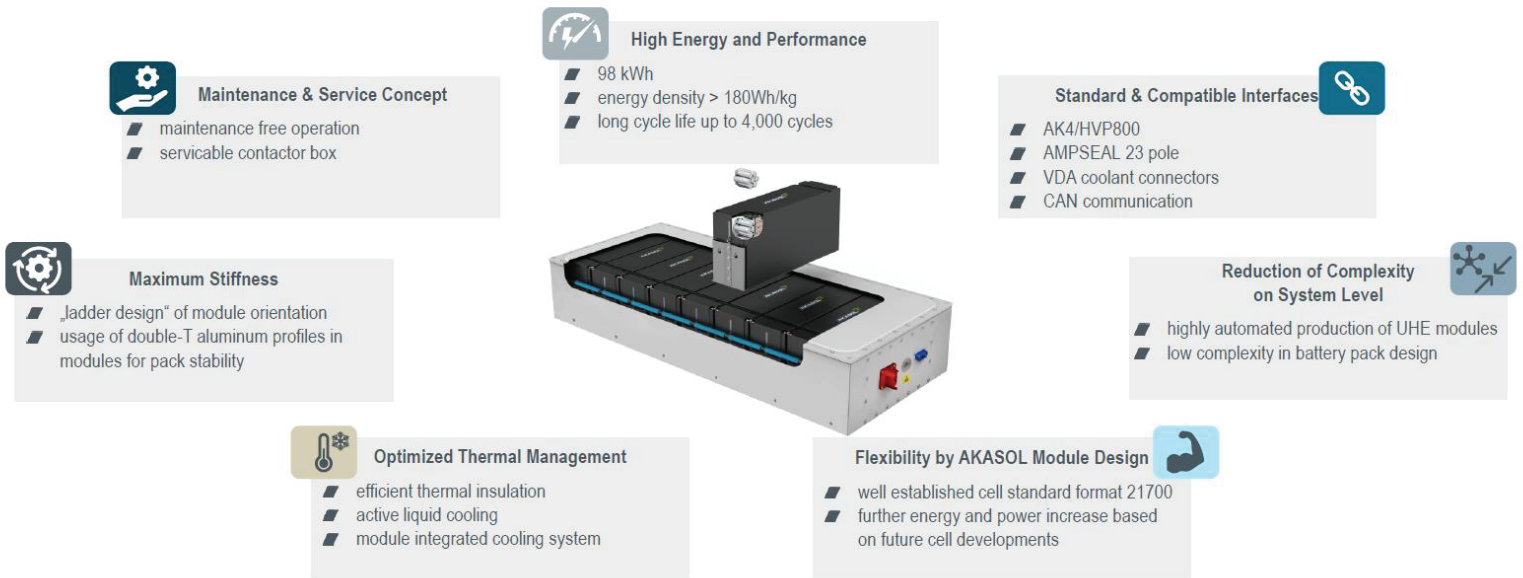 High Energy and Performance
98 kWh
energy density > 180Wh/kg
long cycle life up to 4,000 cycles
Maintenance & Service Concept
maintenance free operation
servicable contactor box
Standard & Compatible Interfaces
AK4/HVP800
AMPSEAL 23 pole
VDA coolant connectors
CAN communication
Maximum Stiffness
„ladder design“ of module orientation
usage of double-T aluminum profiles in
modules for pack stability
Reduction of Complexity
on System Level
highly automated production of UHE modules
low complexity in battery pack design
Optimized Thermal Management
efficient thermal insulation
active liquid cooling
module integrated cooling system
Flexibility by AKASOL Module Design
well established cell standard format 21700
further energy and power increase based
on future cell developments